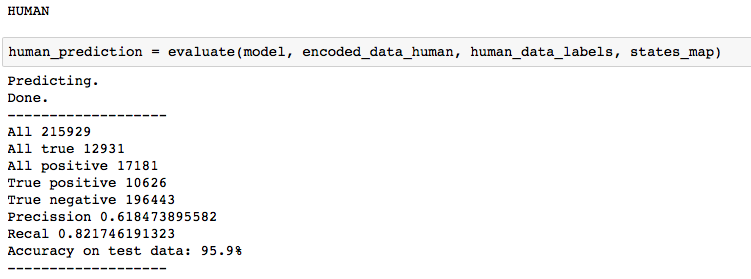 HUMAN
human_prediction = evaluate(model, encoded_data_human, human_data_labels, states_map)
Predicting.
Done.
-------------------
All 215929
All true 12931
All positive 17181
True positive 10626
True negative 196443
Precission 0.618473895582
Recal 0.821746191323
Accuracy on test data: 95.9%
-------------------